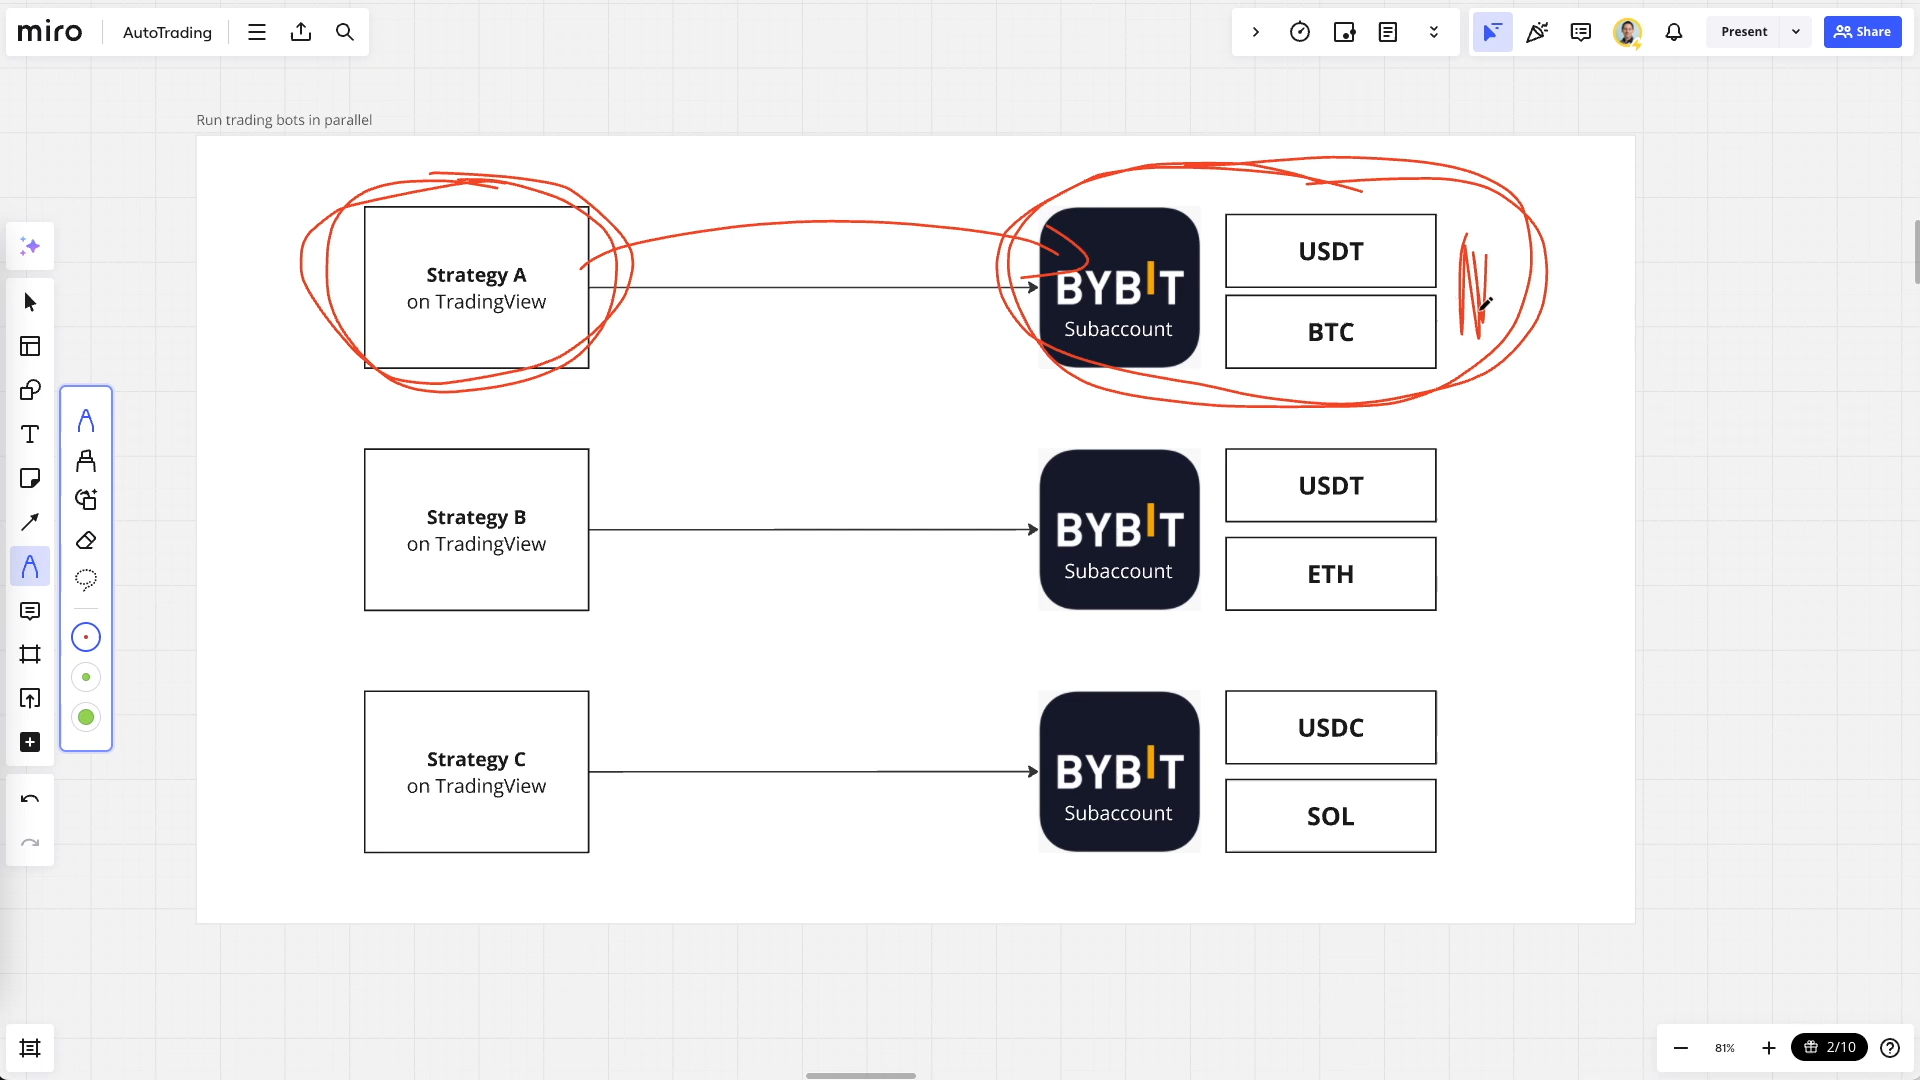 miro
AutoTrading
Present
Share
Run trading bots in parallel
Strategy A
on TradingView
BYBIT
Subaccount
USDT
BTC
Strategy B
on TradingView
BYBIT
Subaccount
USDT
ETH
Strategy C
on TradingView
BYBIT
Subaccount
USDC
SOL
81%
2/10